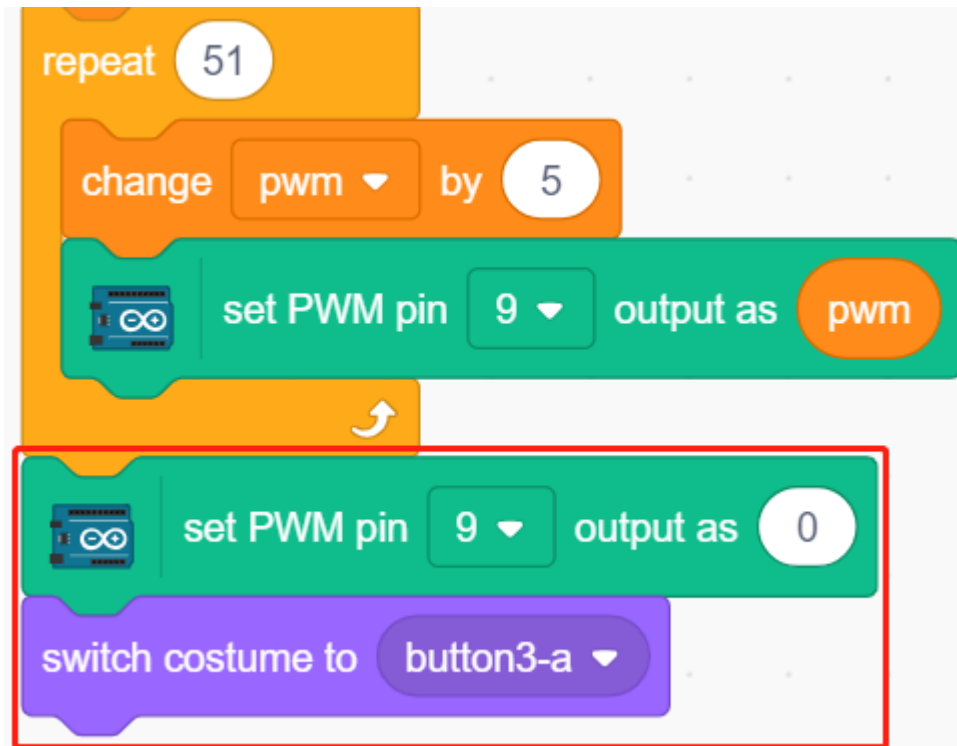 repeat 51
change pwm by 5
set PWM pin 9 output as pwm
set PWM pin 9 output as 0
switch costume to button3-a